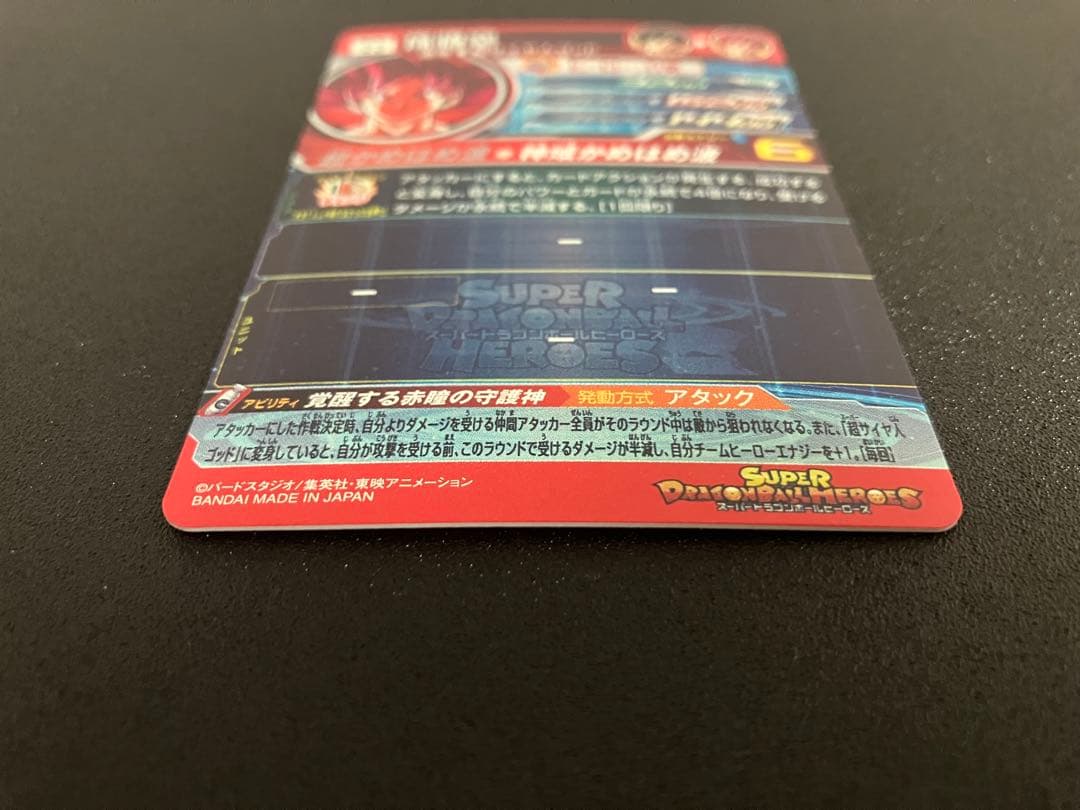 超かめはめ波 ➡ 神域かめはめ波
6
アタッカーにすると、カードアクションが発生する。成功する
と変身し、自分のパワーとガードが永続で4倍になり、受ける
ダメージが永続で半減する。[1回限り]
ー
ー ー
SUPER
DRAGONBALL
スーパードラゴンボールヒーローズ
HEROES
ー
ユニット
アビリティ 覚醒する赤瞳の守護神 発動方式 アタック
アタッカーにした作戦決定時、自分よりダメージを受ける仲間アタッカー全員がそのラウンド中は敵から狙われなくなる。また、「超サイヤ人
ゴッド」に変身していると、自分が攻撃を受ける前、このラウンドで受けるダメージが半減し、自分チームヒーローエナジーを+1。[毎回]
©バードスタジオ/集英社・東映アニメーション
BANDAI MADE IN JAPAN
SUPER
DRAGONBALL HEROES
スーパードラゴンボールヒーローズ